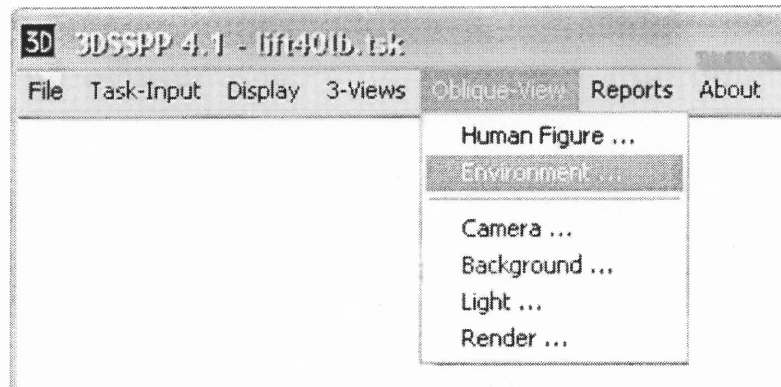 3D 3DSSPP 4.1 - lift40lb.tsk
File Task-Input Display 3-Views Oblique-View Reports About
Human Figure ...
Environment ...
Camera ...
Background ...
Light ...
Render ...